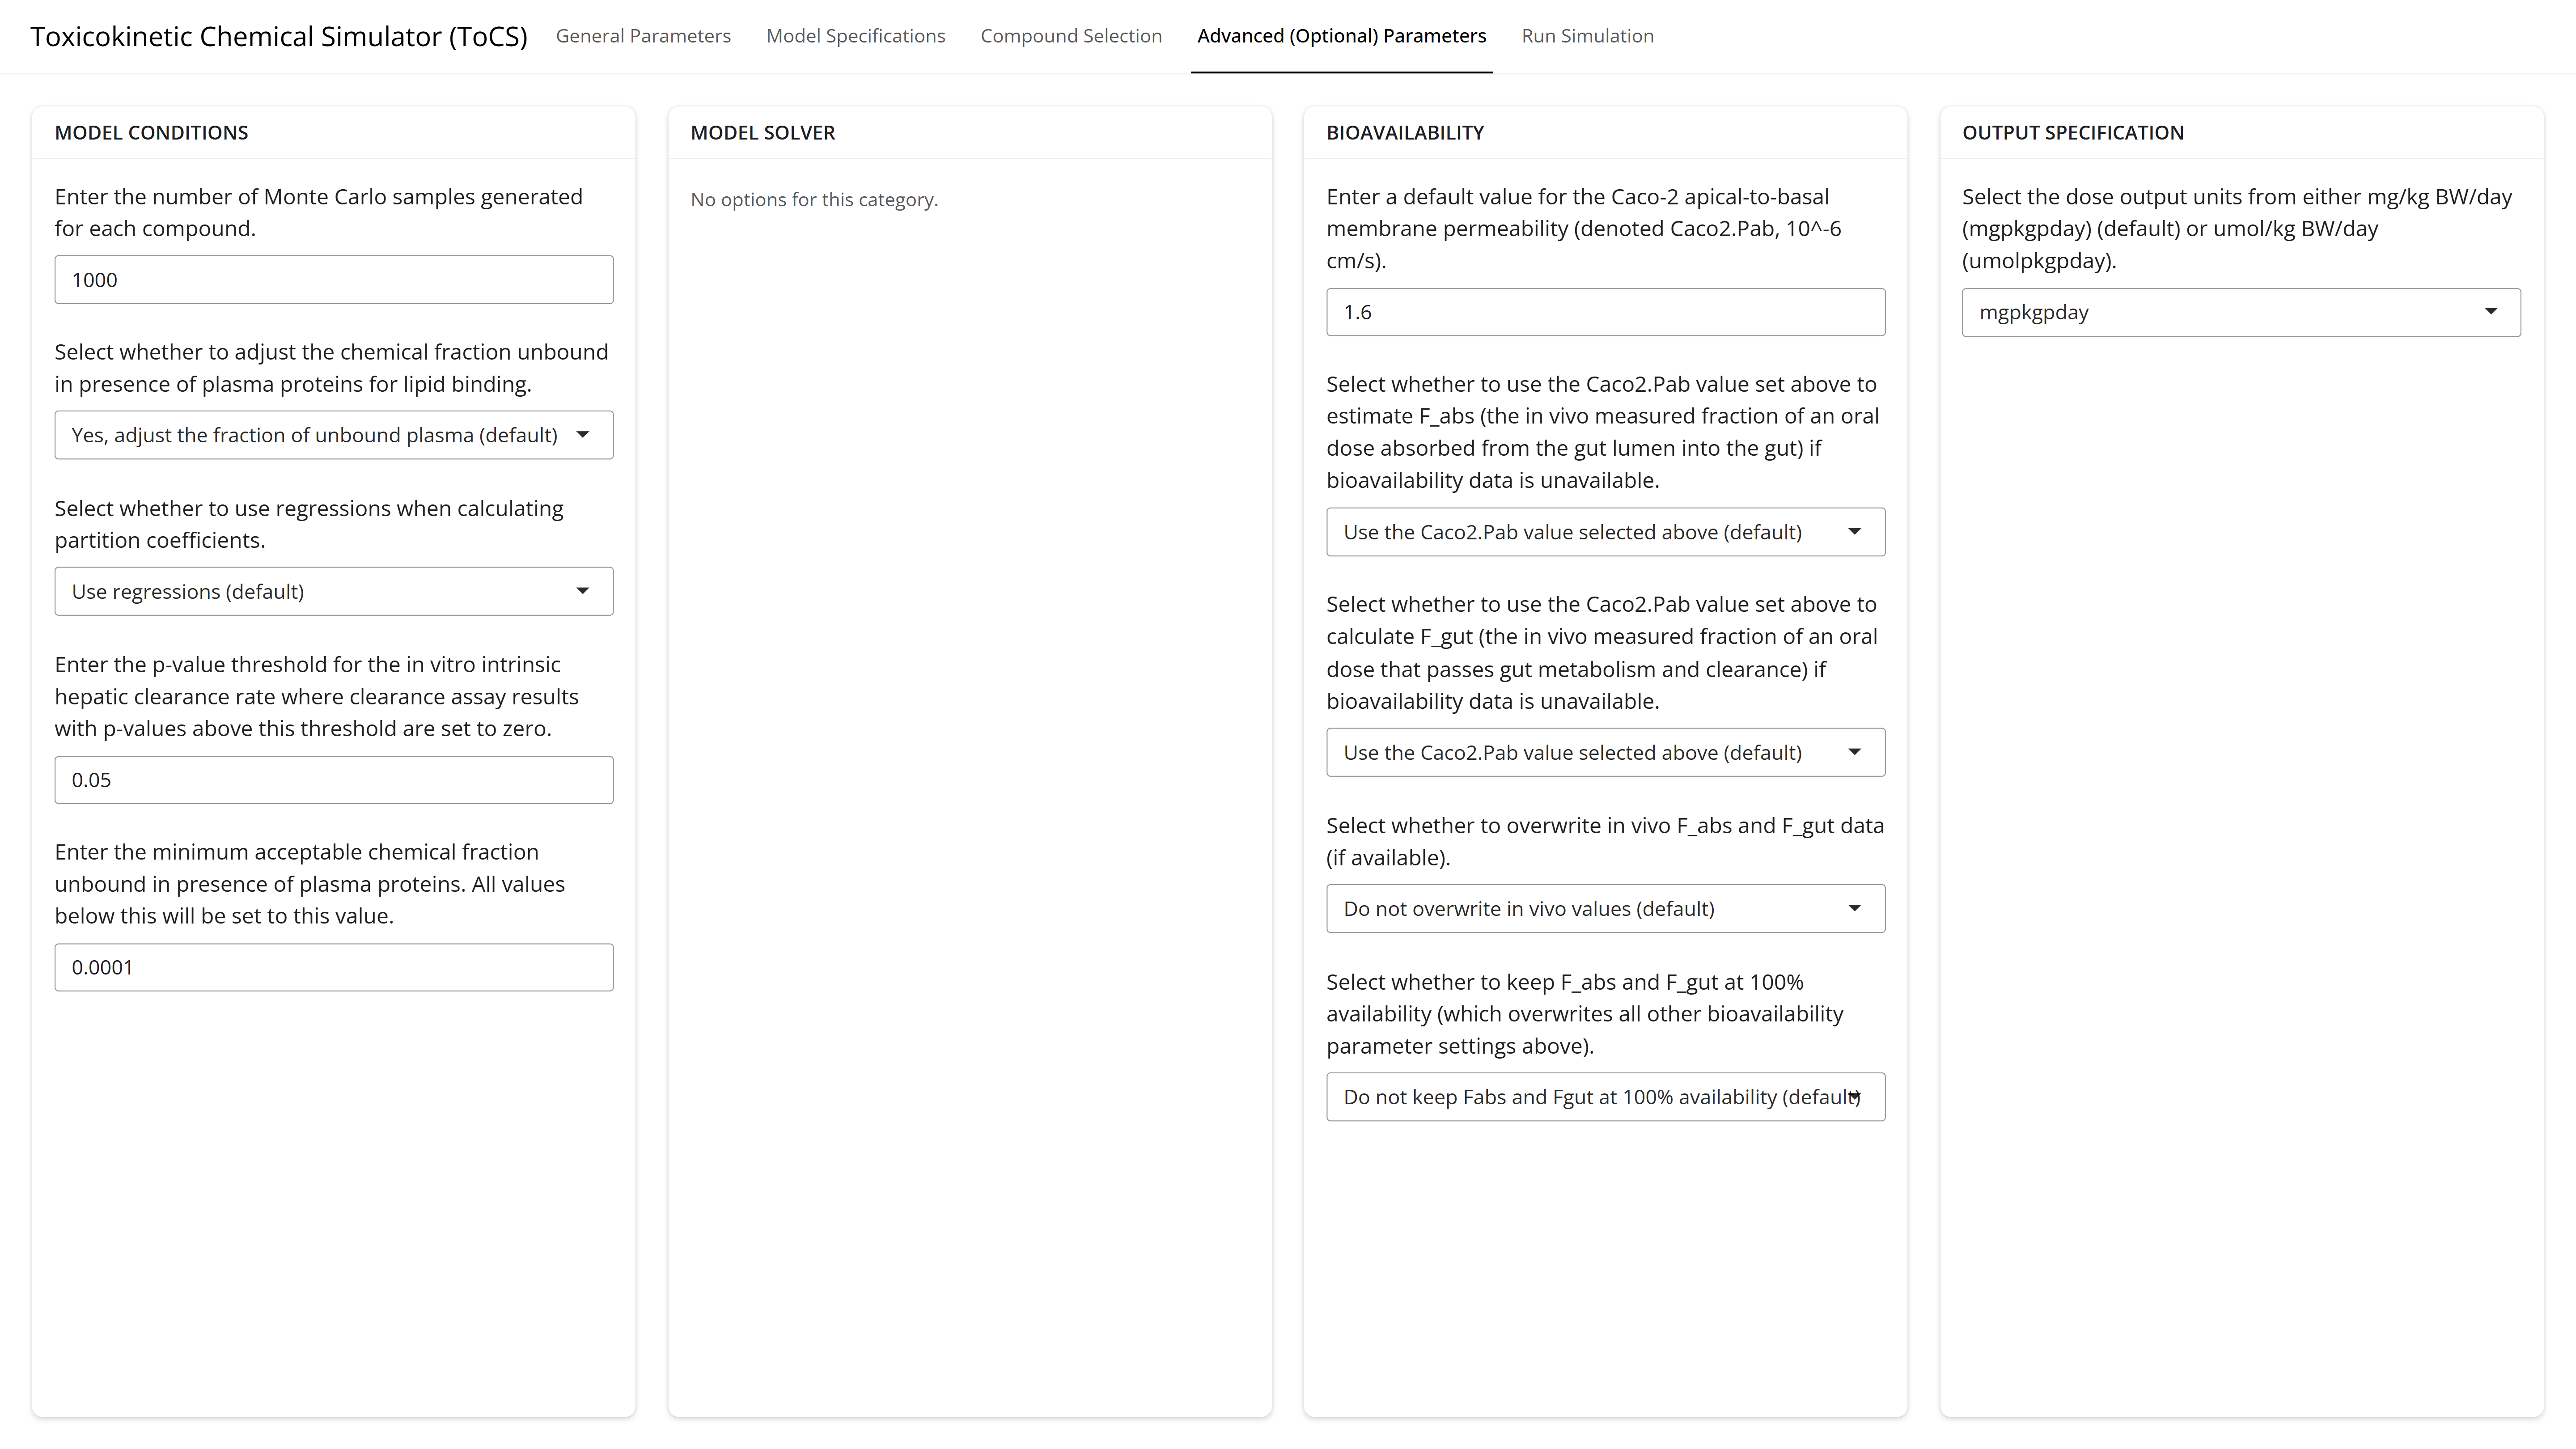 Toxicokinetic Chemical Simulator (ToCS)
General Parameters
Model Specifications
Compound Selection
Advanced (Optional) Parameters
Run Simulation
MODEL CONDITIONS
Enter the number of Monte Carlo samples generated
for each compound.
1000
Select whether to adjust the chemical fraction unbound
in presence of plasma proteins for lipid binding.
Yes, adjust the fraction of unbound plasma (default)
Select whether to use regressions when calculating
partition coefficients.
Use regressions (default)
Enter the p-value threshold for the in vitro intrinsic
hepatic clearance rate where clearance assay results
with p-values above this threshold are set to zero.
0.05
Enter the minimum acceptable chemical fraction
unbound in presence of plasma proteins. All values
below this will be set to this value.
0.0001
MODEL SOLVER
No options for this category.
BIOAVAILABILITY
Enter a default value for the Caco-2 apical-to-basal
membrane permeability (denoted Caco2.Pab, 10^-6
cm/s).
1.6
Select whether to use the Caco2.Pab value set above to
estimate F_abs (the in vivo measured fraction of an oral
dose absorbed from the gut lumen into the gut) if
bioavailability data is unavailable.
Use the Caco2.Pab value selected above (default)
Select whether to use the Caco2.Pab value set above to
calculate F_gut (the in vivo measured fraction of an oral
dose that passes gut metabolism and clearance) if
bioavailability data is unavailable.
Use the Caco2.Pab value selected above (default)
Select whether to overwrite in vivo F_abs and F_gut data
(if available).
Do not overwrite in vivo values (default)
Select whether to keep F_abs and F_gut at 100%
availability (which overwrites all other bioavailability
parameter settings above).
Do not keep Fabs and Fgut at 100% availability (default)
OUTPUT SPECIFICATION
Select the dose output units from either mg/kg BW/day
(mgpkgpday) (default) or umol/kg BW/day
(umolpkgpday).
mgpkgpday